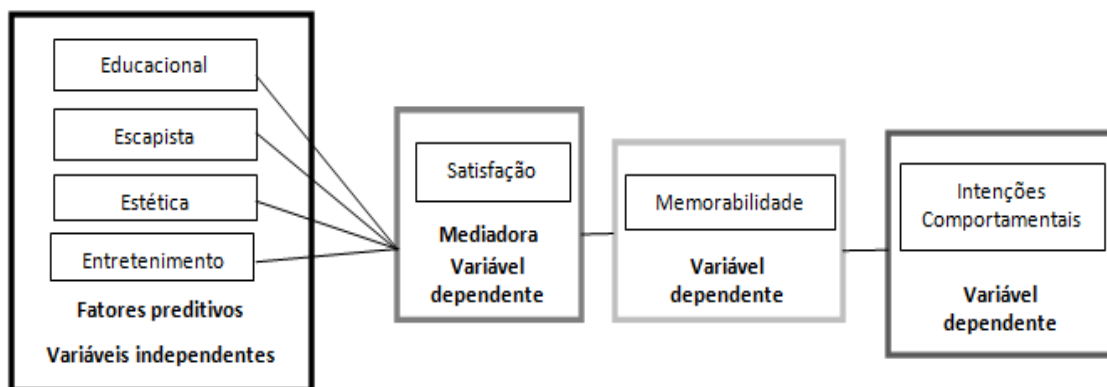 Educacional
Escapista
Estética
Entretenimento
Fatores preditivos
Variáveis independentes
Satisfação
Mediadora
Variável
dependente
Memorabilidade
Variável
dependente
Intenções
Comportamentais
Variável
dependente